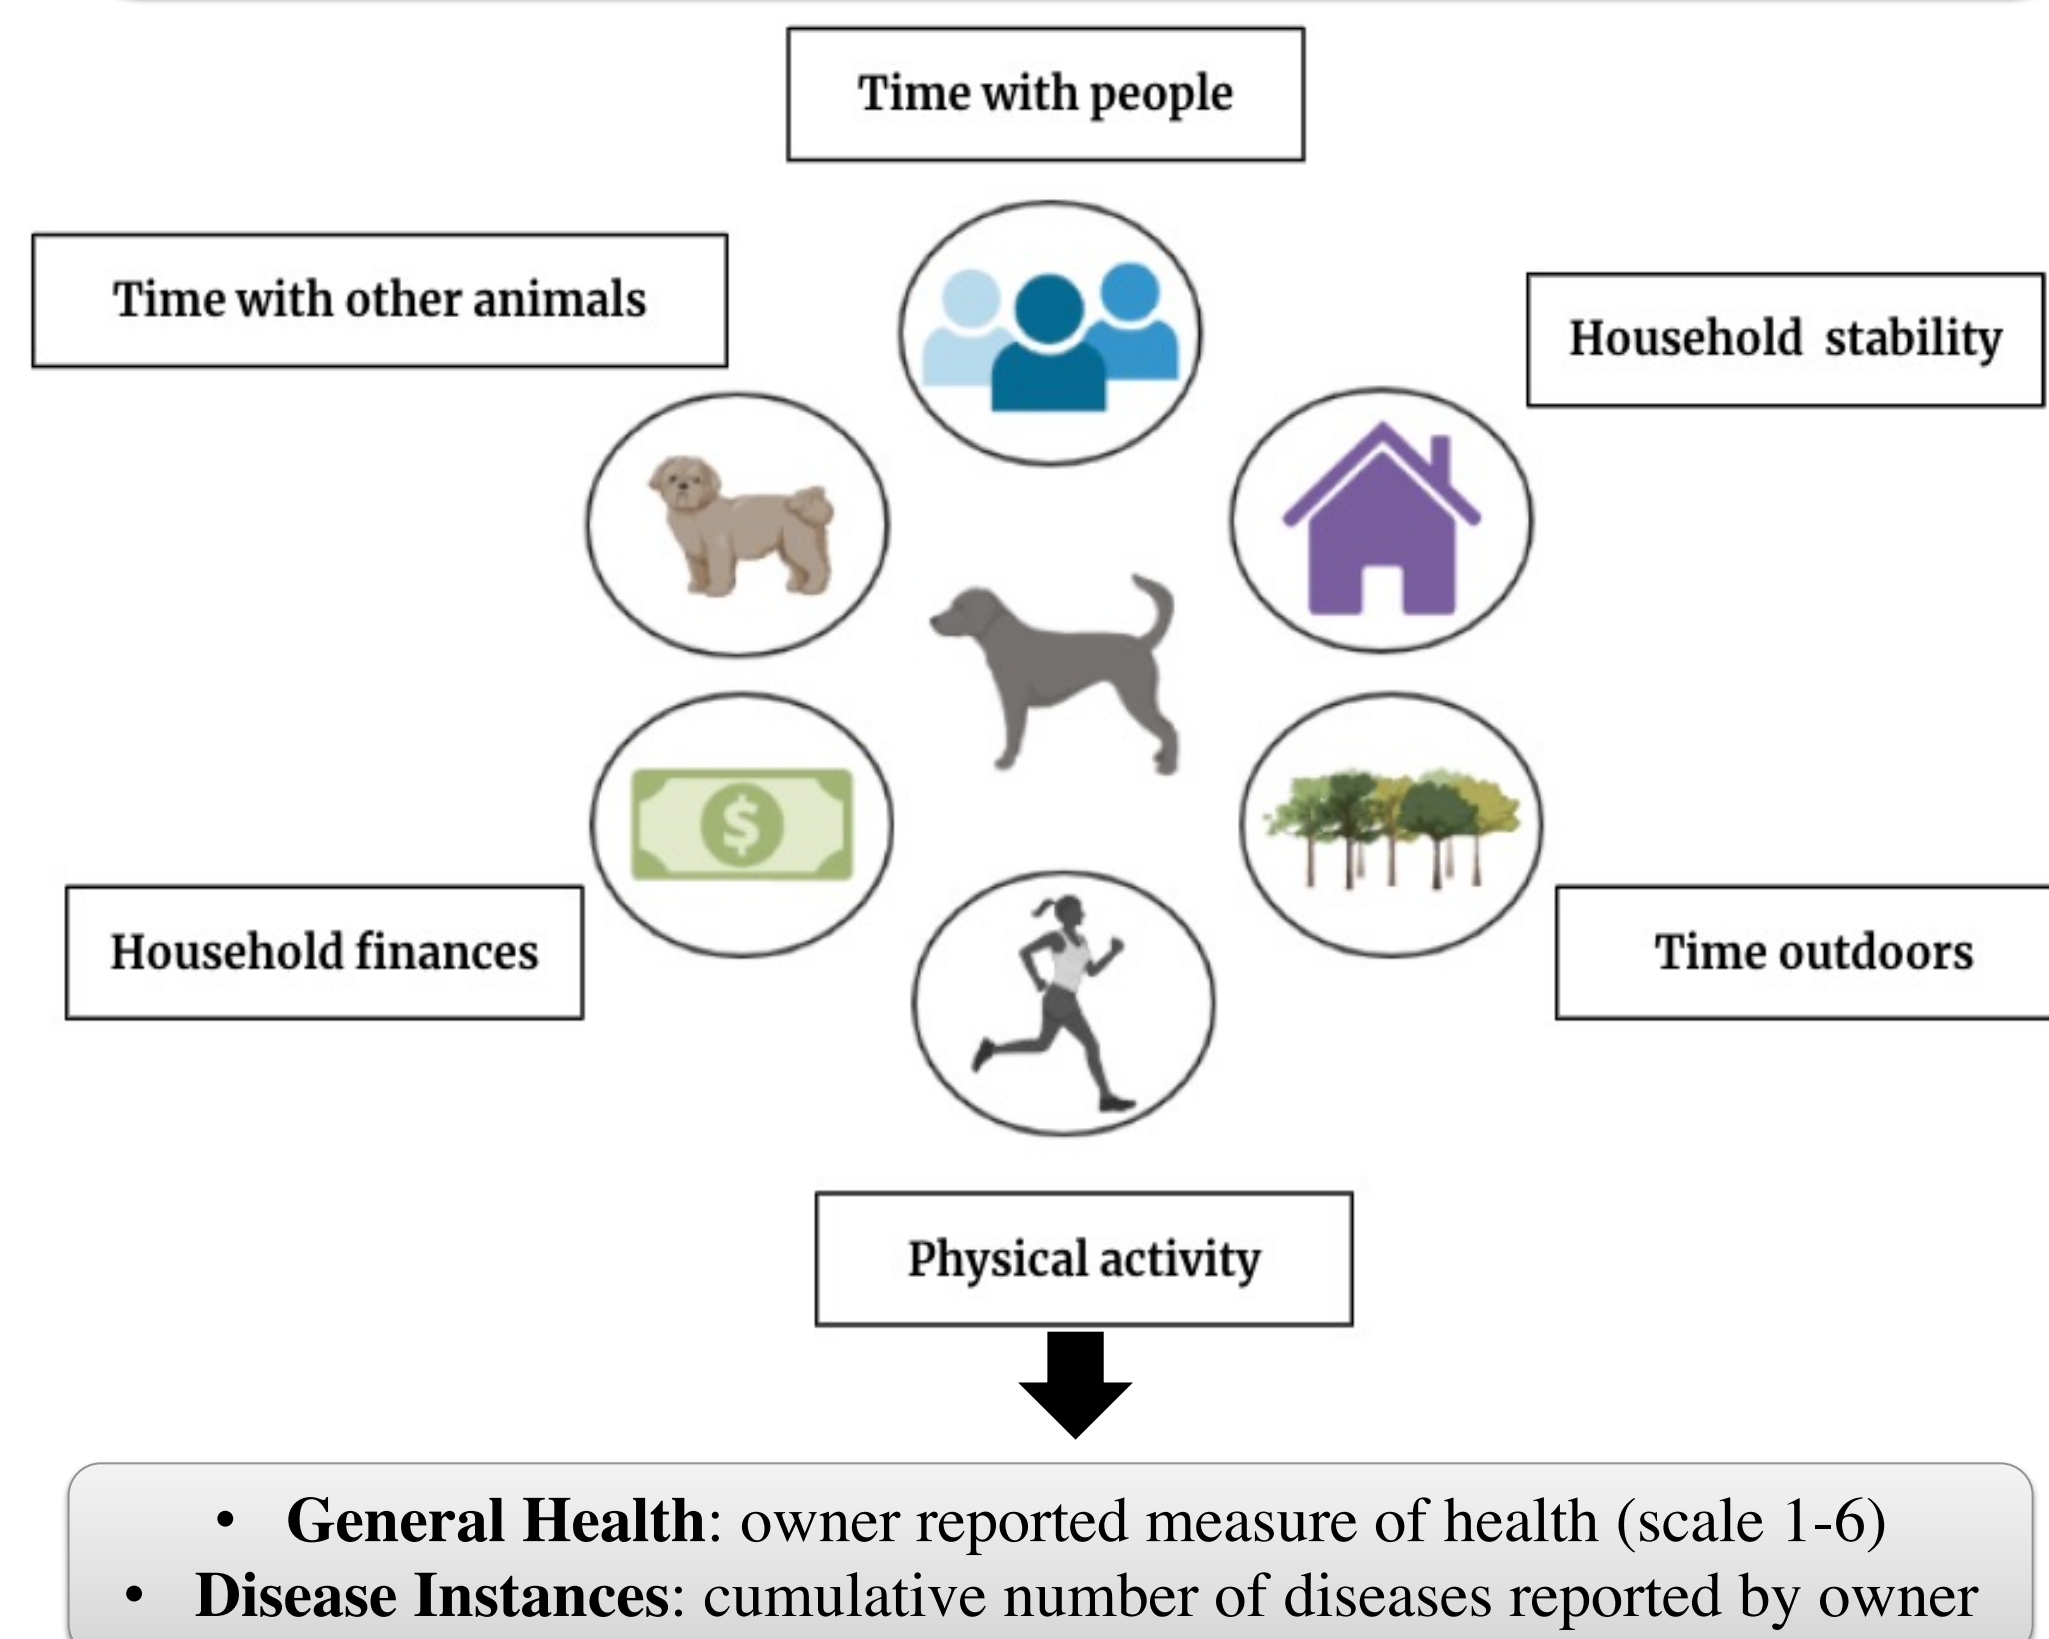 Time with people
Time with other animals
Household stability
$
Household finances
Time outdoors
Physical activity
• General Health: owner reported measure of health (scale 1-6)
• Disease Instances: cumulative number of diseases reported by owner